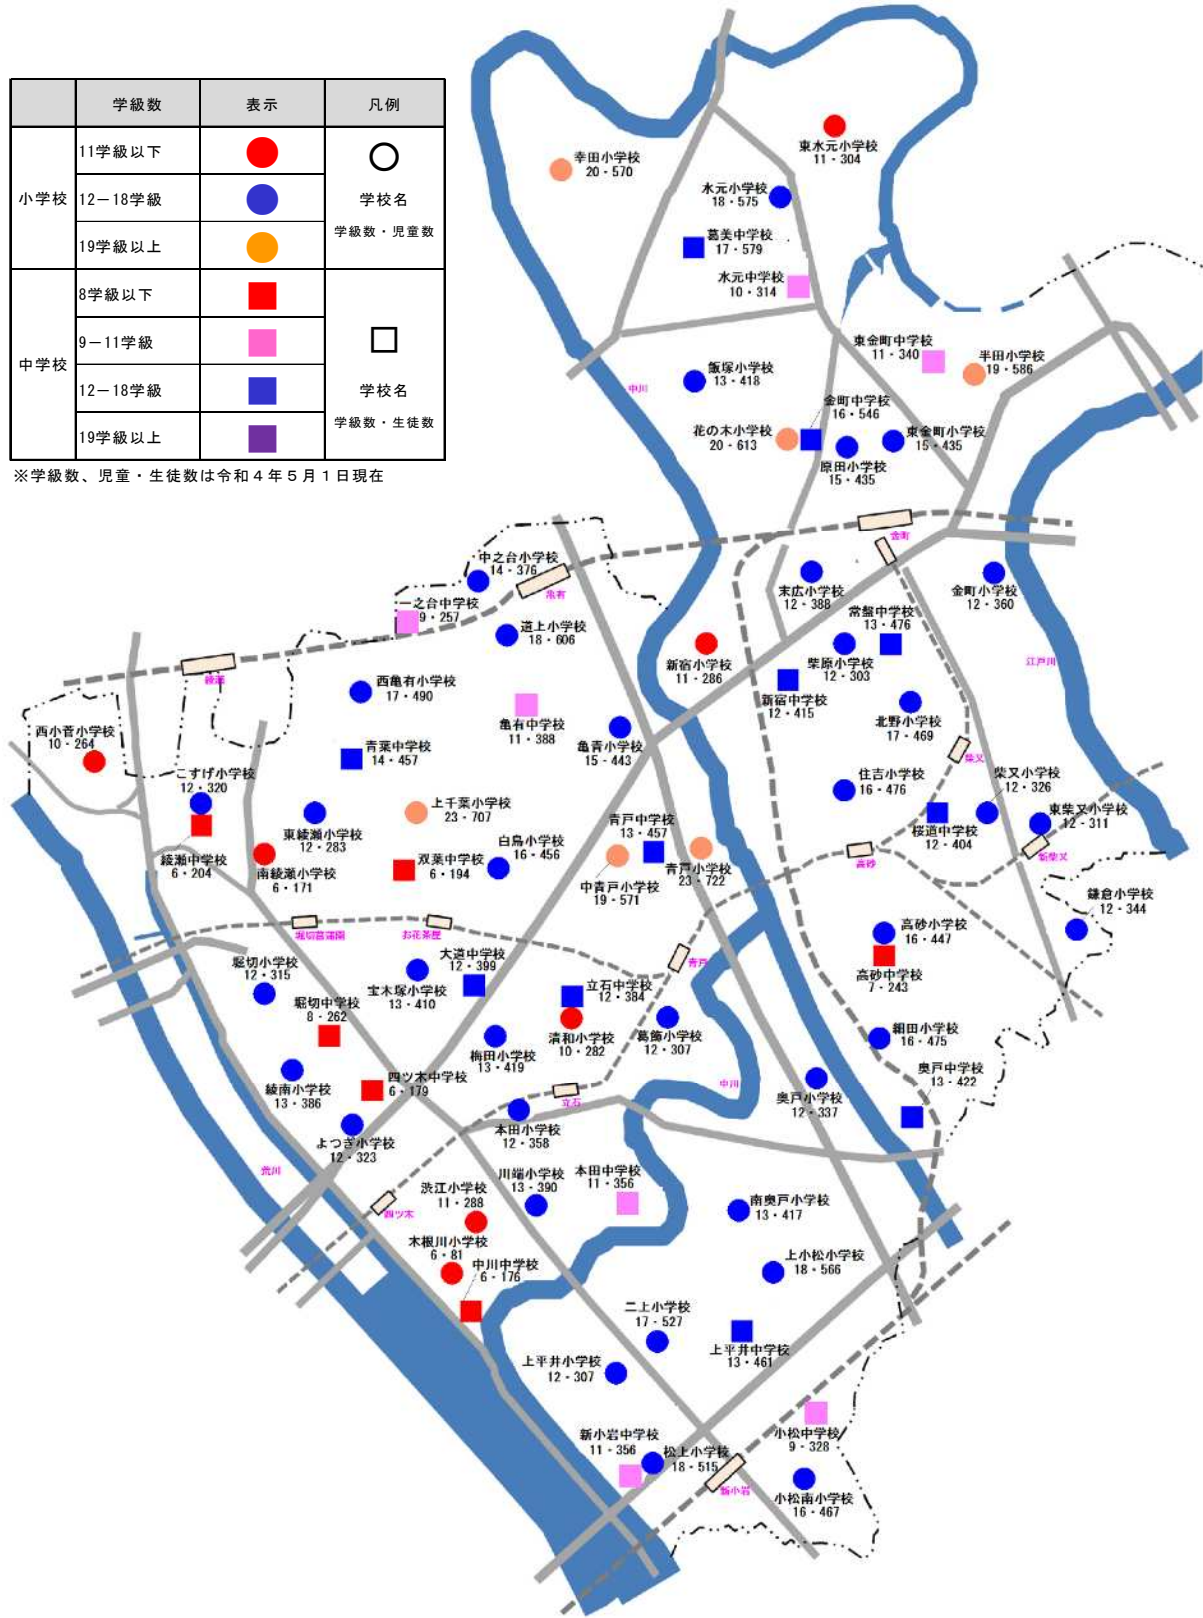 学級数
表示
凡例
小学校
11学級以下
12－18学級
19学級以上
学校名
学級数・児童数
中学校
8学級以下
9－11学級
12－18学級
19学級以上
学校名
学級数・生徒数
※学級数、児童・生徒数は令和４年５月１日現在
東水元小学校
11・304
幸田小学校
20・570
水元小学校
18・575
葛美中学校
17・579
水元中学校
10・314
東金町中学校
11・340
半田小学校
19・586
飯塚小学校
13・418
中川
金町中学校
16・546
花の木小学校
20・613
東金町小学校
15・435
原田小学校
15・435
金町
中之台小学校
14・376
亀有
一之台中学校
9・257
道上小学校
18・606
末広小学校
12・388
金町小学校
12・360
常盤中学校
13・476
新宿小学校
11・286
柴原小学校
12・303
江戸川
綾瀬
西亀有小学校
17・490
新宿中学校
12・415
北野小学校
17・469
西小菅小学校
10・264
亀有中学校
11・388
亀青小学校
15・443
青葉中学校
14・457
柴又
こすげ小学校
12・320
住吉小学校
16・476
柴又小学校
12・326
東柴又小学校
12・311
上千葉小学校
23・707
青戸中学校
13・457
桜道中学校
12・404
東綾瀬小学校
12・283
白鳥小学校
16・456
綾瀬中学校
6・204
南綾瀬小学校
6・171
双葉中学校
6・194
中青戸小学校
19・571
青戸小学校
23・722
高砂
新柴又
鎌倉小学校
12・344
堀切菖蒲園
お花茶屋
高砂小学校
16・447
高砂中学校
7・243
青戸
堀切小学校
12・315
大道中学校
12・399
宝木塚小学校
13・410
立石中学校
12・384
堀切中学校
8・262
清和小学校
10・282
葛飾小学校
12・307
細田小学校
16・475
梅田小学校
13・419
奥戸中学校
13・422
綾南小学校
13・386
四ツ木中学校
6・179
立石
中川
奥戸小学校
12・337
本田小学校
12・358
よつぎ小学校
12・323
荒川
川端小学校
13・390
本田中学校
11・356
渋江小学校
11・288
四ツ木
南奥戸小学校
13・417
木根川小学校
6・81
中川中学校
6・176
上小松小学校
18・566
二上小学校
17・527
上平井中学校
13・461
上平井小学校
12・307
新小岩中学校
11・356
松上小学校
18・515
小松中学校
9・328
新小岩
小松南小学校
16・467